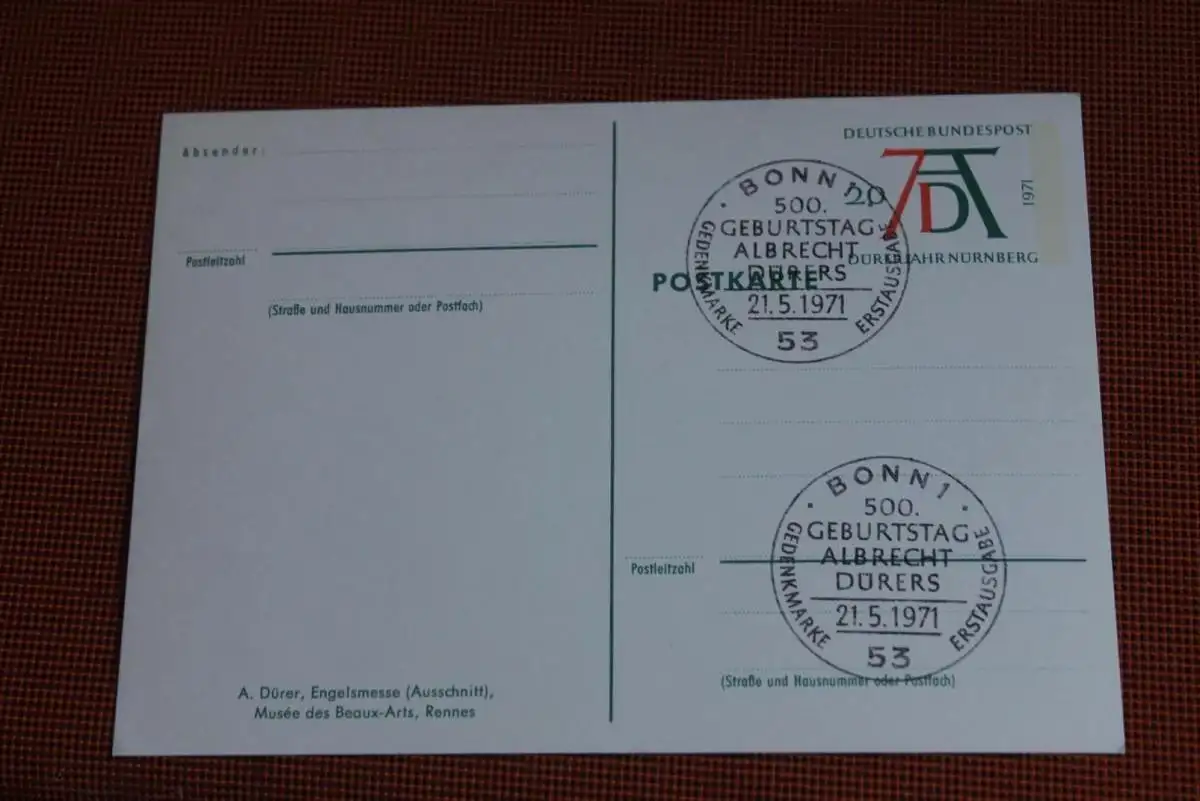 Absender:
Postleitzahl
(Straße und Hausnummer oder Postfach)
A. Dürer, Engelsmesse (Ausschnitt),
Musée des Beaux-Arts, Rennes
DEUTSCHE BUNDESPOST
20
AD
1971
DÜRERJAHR NÜRNBERG
POSTKARTE
BONN 1
500.
GEBURTSTAG
ALBRECHT
DÜRERS
21.5.1971
53
GEDENKMARKE
ERSTAUSGABE
Postleitzahl
(Straße und Hausnummer oder Postfach)
BONN 1
500.
GEBURTSTAG
ALBRECHT
DÜRERS
21.5.1971
53
GEDENKMARKE
ERSTAUSGABE